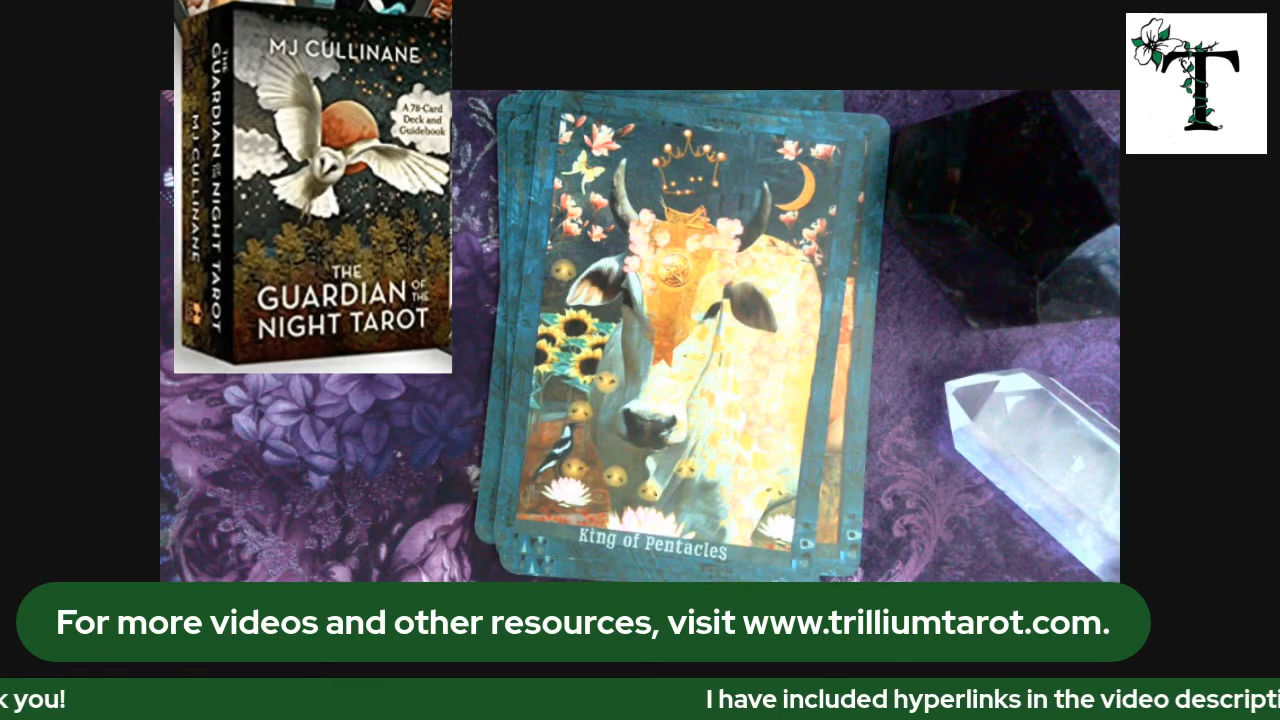 MJ CULLINANE
A 78-Card
Deck and
Guidebook
THE
GUARDIAN OF THE
NIGHT TAROT
THE GUARDIAN OF THE NIGHT TAROT
MJ CULLINANE
T
King of Pentacles
For more videos and other resources, visit www.trilliumtarot.com.
k you!
I have included hyperlinks in the video descripti